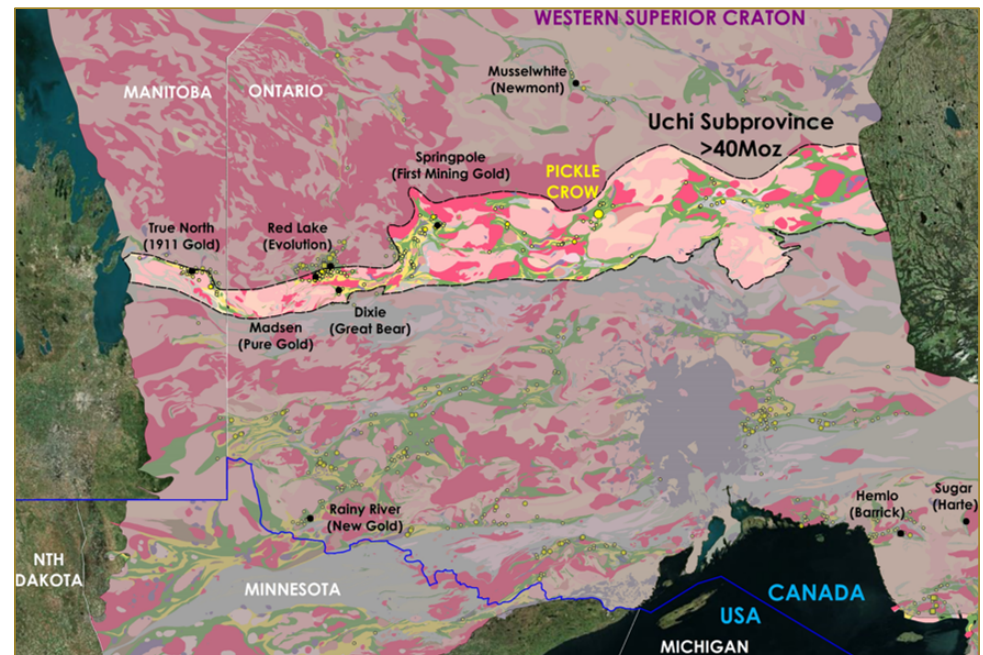 WESTERN SUPERIOR CRATON
Musselwhite
(Newmont)
MANITOBA
ONTARIO
Uchi Subprovince
>40Moz
Springpole
(First Mining Gold)
PICKLE
CROW
True North
(1911 Gold)
Red Lake
(Evolution)
Dixie
(Great Bear)
Madsen
(Pure Gold)
Rainy River
(New Gold)
Hemlo
(Barrick)
Sugar
(Harte)
NTH
DAKOTA
MINNESOTA
CANADA
USA
MICHIGAN